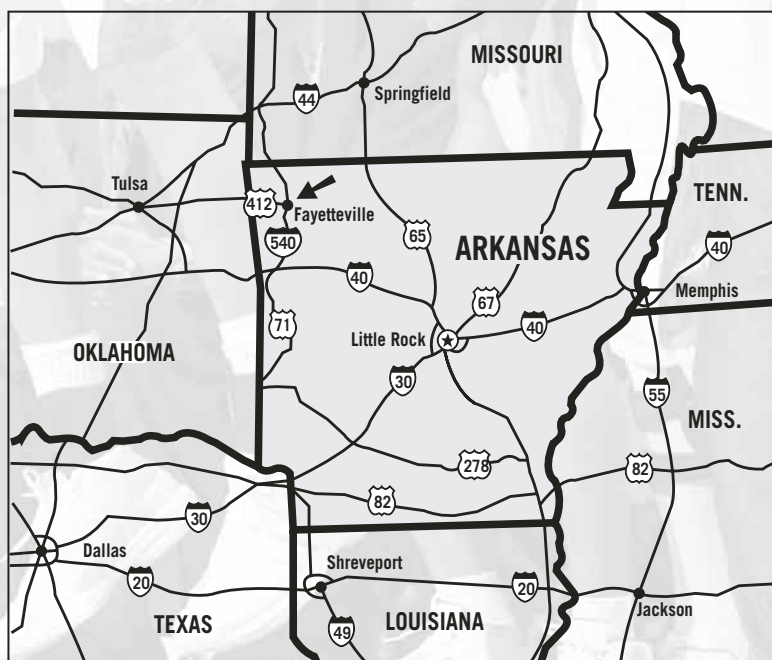 MISSOURI
44
Springfield
Tulsa
412
Fayetteville
TENN.
540
65
ARKANSAS
40
40
Memphis
67
71
Little Rock
40
OKLAHOMA
30
55
MISS.
278
82
82
30
Dallas
Shreveport
20
20
Jackson
TEXAS
LOUISIANA
49